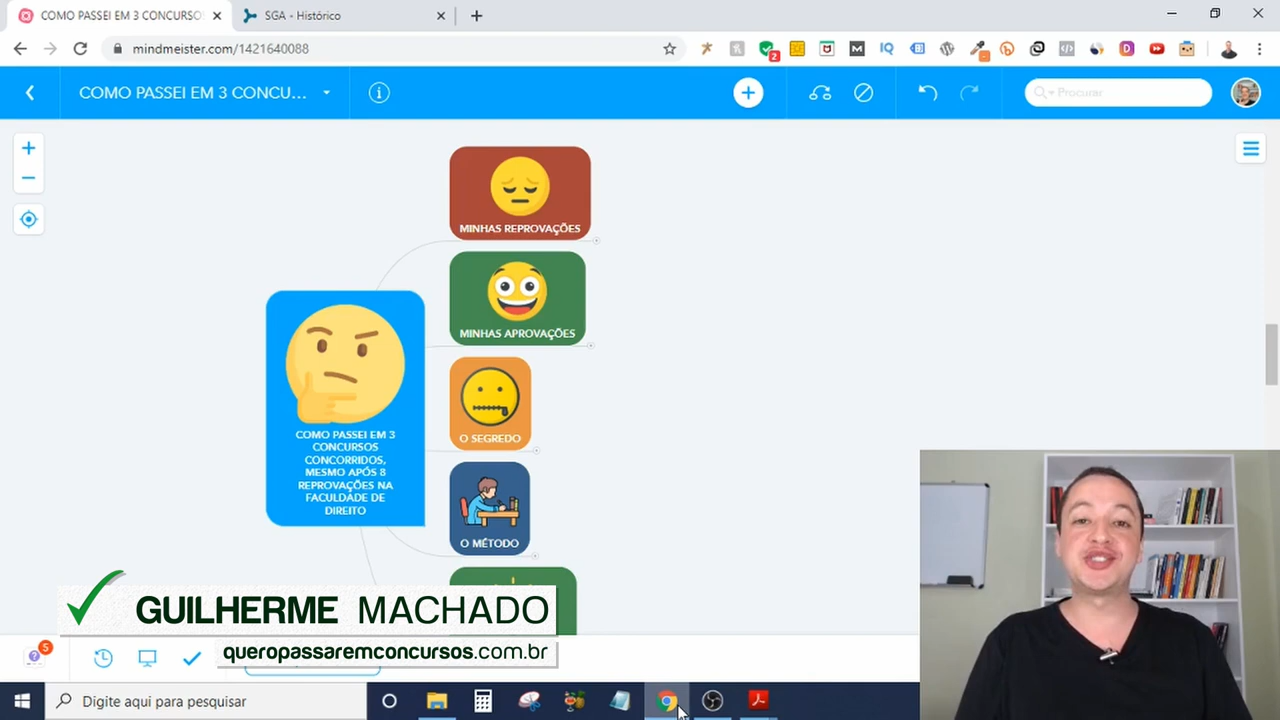 COMO PASSEI EM 3 CONCURSO
SGA - Histórico
mindmeister.com/1421640088
2
COMO PASSEI EM 3 CONCU...
Procurar
MINHAS REPROVAÇÕES
MINHAS APROVAÇÕES
O SEGREDO
O MÉTODO
COMO PASSEI EM 3
CONCURSOS
CONCORRIDOS,
MESMO APÓS 8
REPROVAÇÕES NA
FACULDADE DE
DIREITO
GUILHERME MACHADO
queropassaremconcursos.com.br
5
Digite aqui para pesquisar